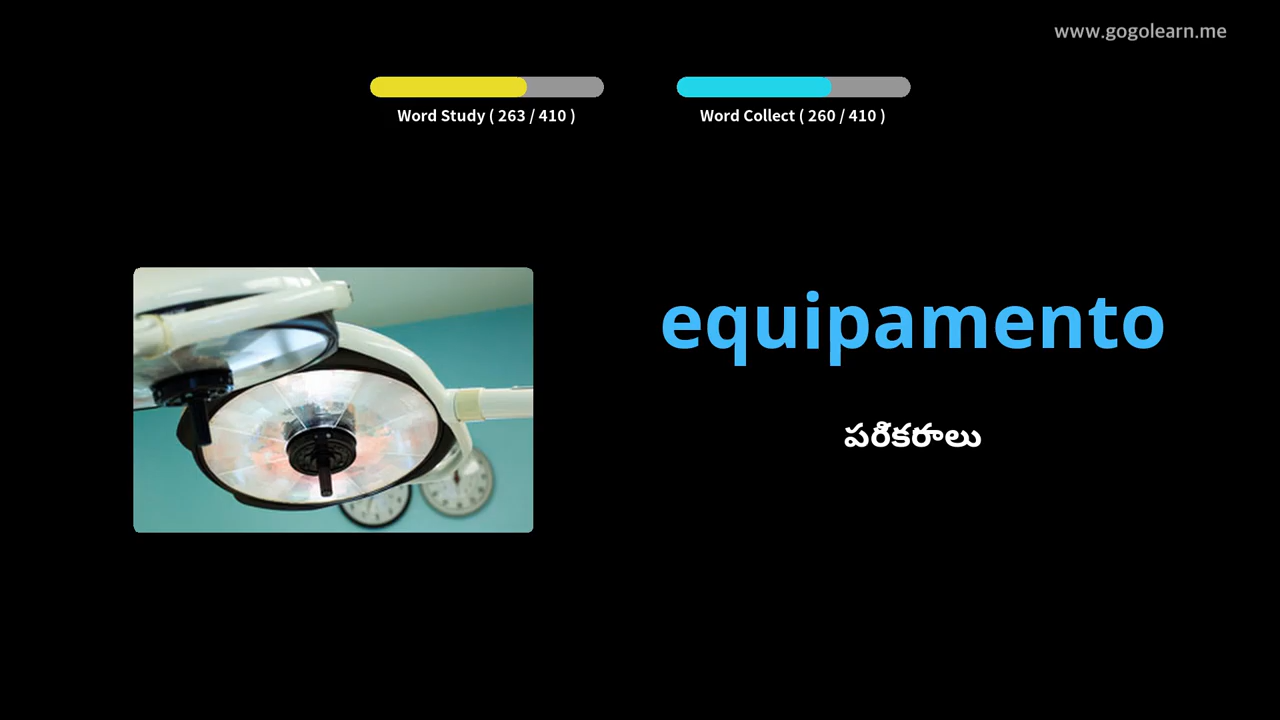 www.gogolearn.me
Word Study ( 263 / 410 )
Word Collect ( 260 / 410 )
equipamento
పరికరాలు